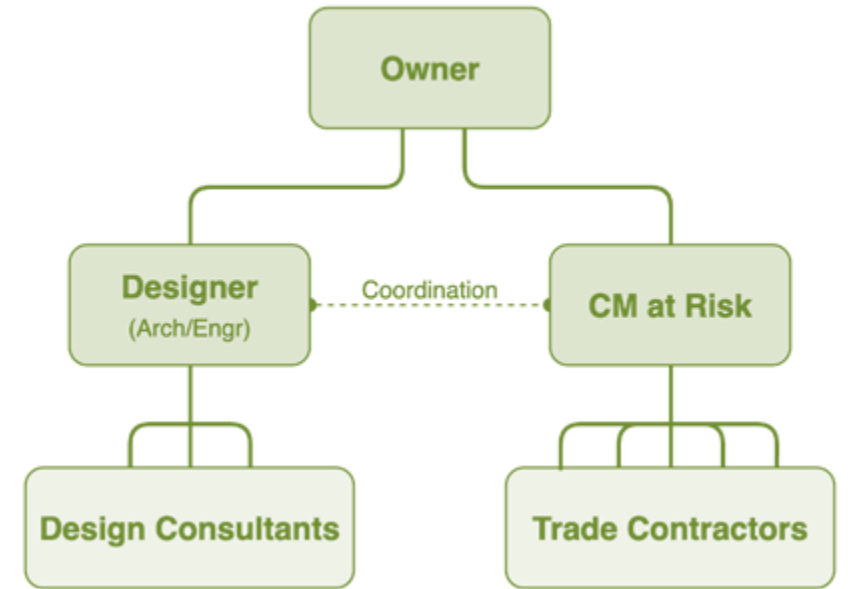 Owner
Designer
(Arch/Engr)
Coordination
CM at Risk
Design Consultants
Trade Contractors